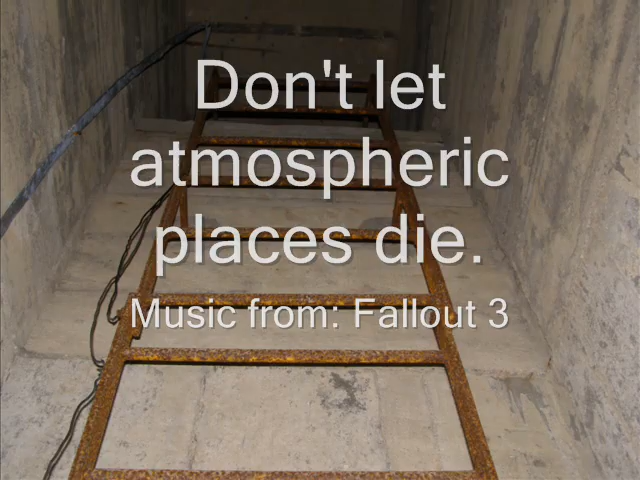 Don't let
atmospheric
places die.
Music from: Fallout 3